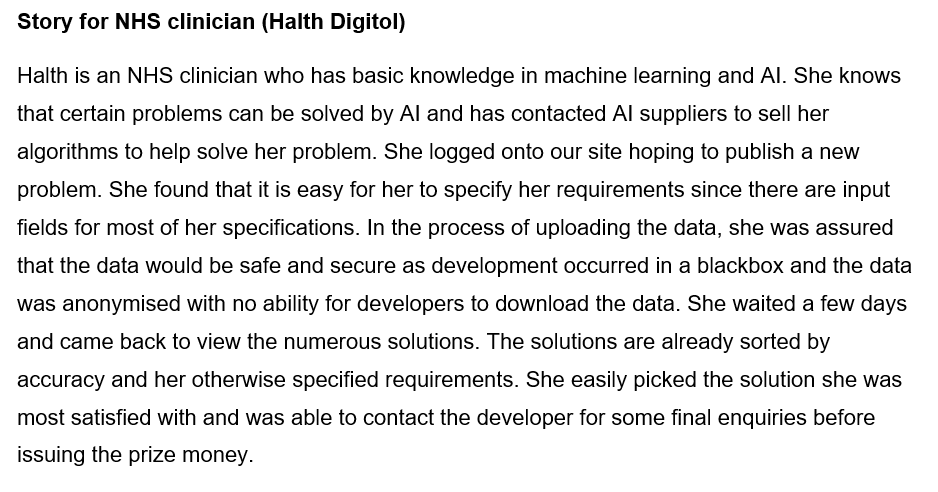 Story for NHS clinician (Halth Digitol)
Halth is an NHS clinician who has basic knowledge in machine learning and AI. She knows
that certain problems can be solved by AI and has contacted AI suppliers to sell her
algorithms to help solve her problem. She logged onto our site hoping to publish a new
problem. She found that it is easy for her to specify her requirements since there are input
fields for most of her specifications. In the process of uploading the data, she was assured
that the data would be safe and secure as development occurred in a blackbox and the data
was anonymised with no ability for developers to download the data. She waited a few days
and came back to view the numerous solutions. The solutions are already sorted by
accuracy and her otherwise specified requirements. She easily picked the solution she was
most satisfied with and was able to contact the developer for some final enquiries before
issuing the prize money.